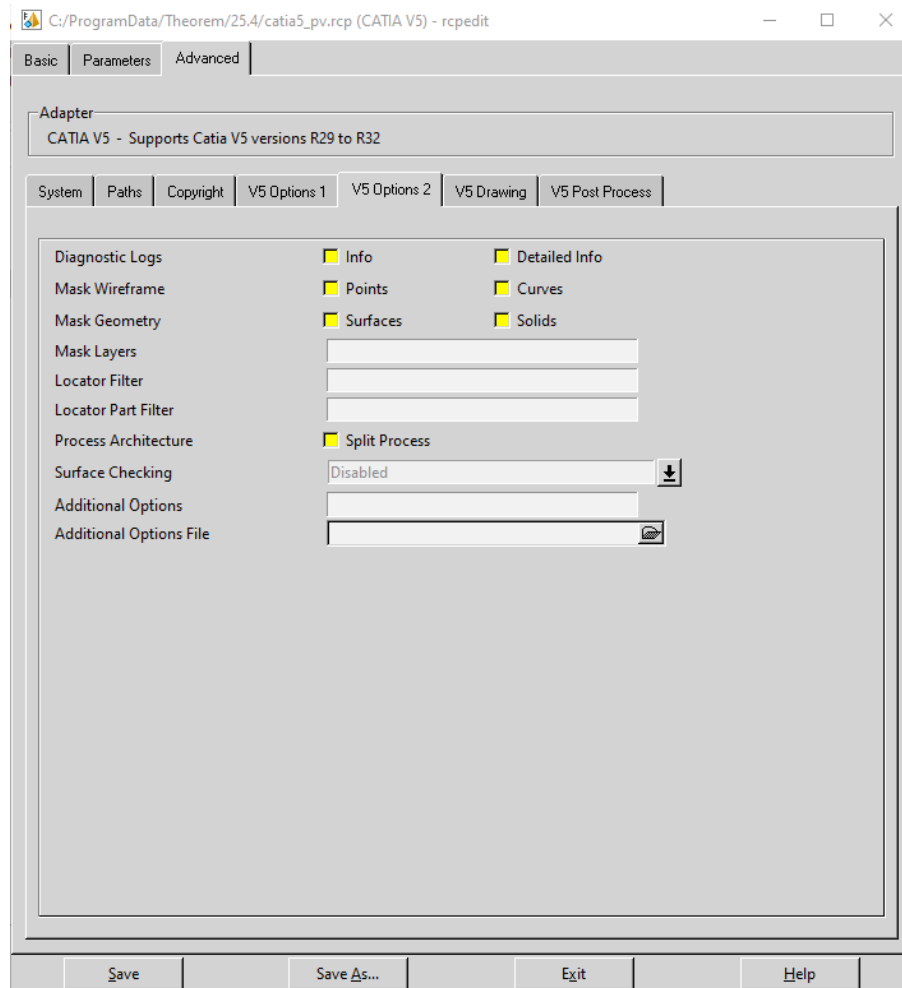 C:/ProgramData/Theorem/25.4/catia5_pv.rcp (CATIA V5) - rcpedit
Basic Parameters Advanced
Adapter
CATIA V5 - Supports Catia V5 versions R29 to R32
System Paths Copyright V5 Options 1 V5 Options 2 V5 Drawing V5 Post Process
Diagnostic Logs Info Detailed Info
Mask Wireframe Points Curves
Mask Geometry Surfaces Solids
Mask Layers
Locator Filter
Locator Part Filter
Process Architecture Split Process
Surface Checking Disabled
Additional Options
Additional Options File
Save Save As... Exit Help